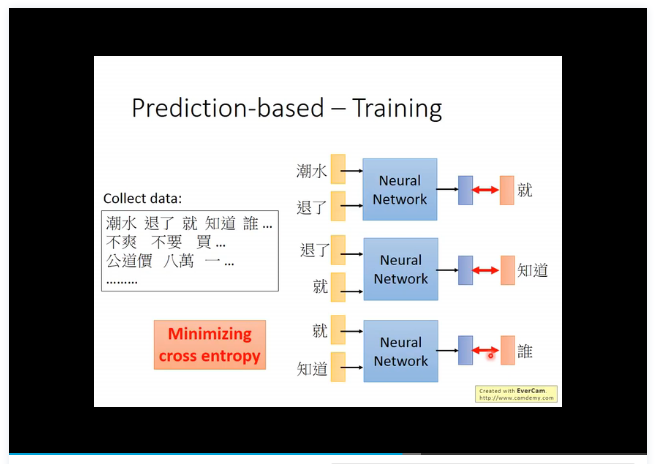 Prediction-based – Training
Collect data:
潮水 退了 就 知道 誰 ...
不爽 不要 買 ...
公道價 八萬 一 ...
.........
Minimizing
cross entropy
潮水
退了
Neural
Network
就
退了
就
Neural
Network
知道
就
知道
Neural
Network
誰
Created with EverCam.
http://www.camdemy.com